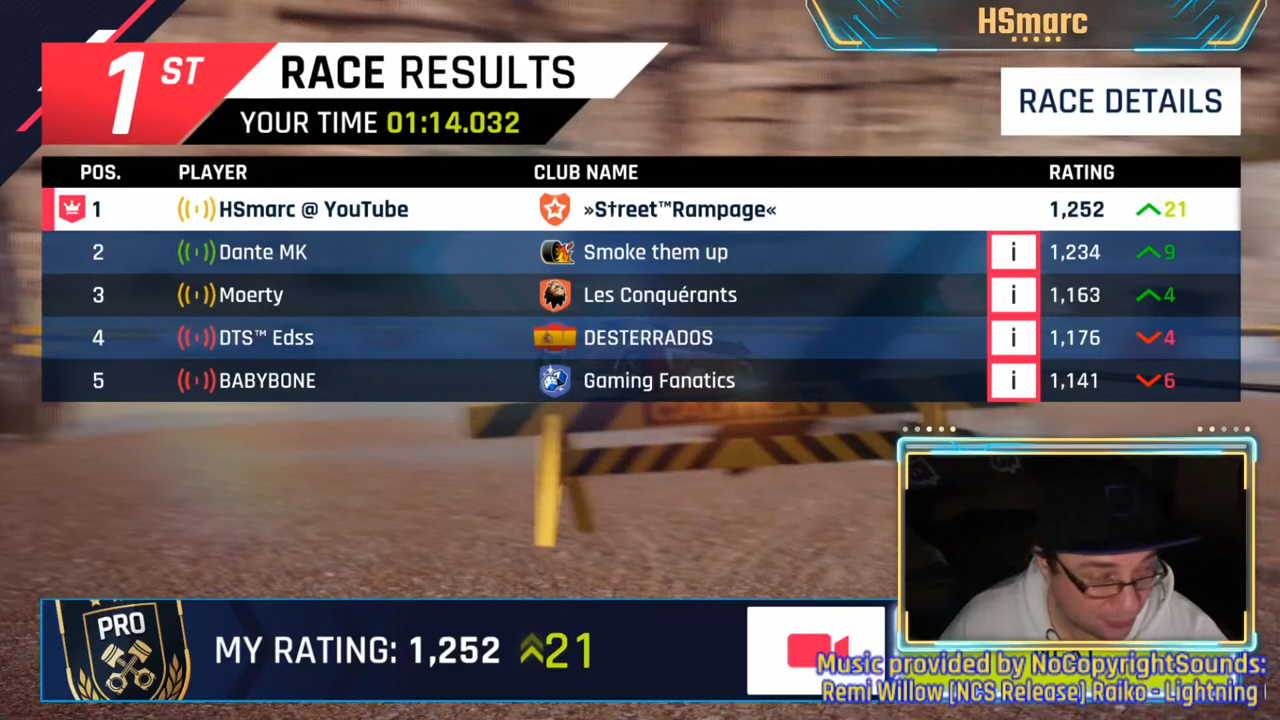 HSmarc
1ST
RACE RESULTS
YOUR TIME 01:14.032
RACE DETAILS
POS. PLAYER CLUB NAME RATING
1 HSmarc @ YouTube »S†reet™Rampage« 1,252 21
2 Dante MK Smoke them up i 1,234 9
3 Moerty Les Conquérants i 1,163 4
4 DTS™ Edss DESTERRADOS i 1,176 4
5 BABYBONE Gaming Fanatics i 1,141 6
CAUTION
PRO
MY RATING: 1,252 21
Music provided by NoCopyrightSounds:
Remi Willow [NCS Release] Raiko - Lightning